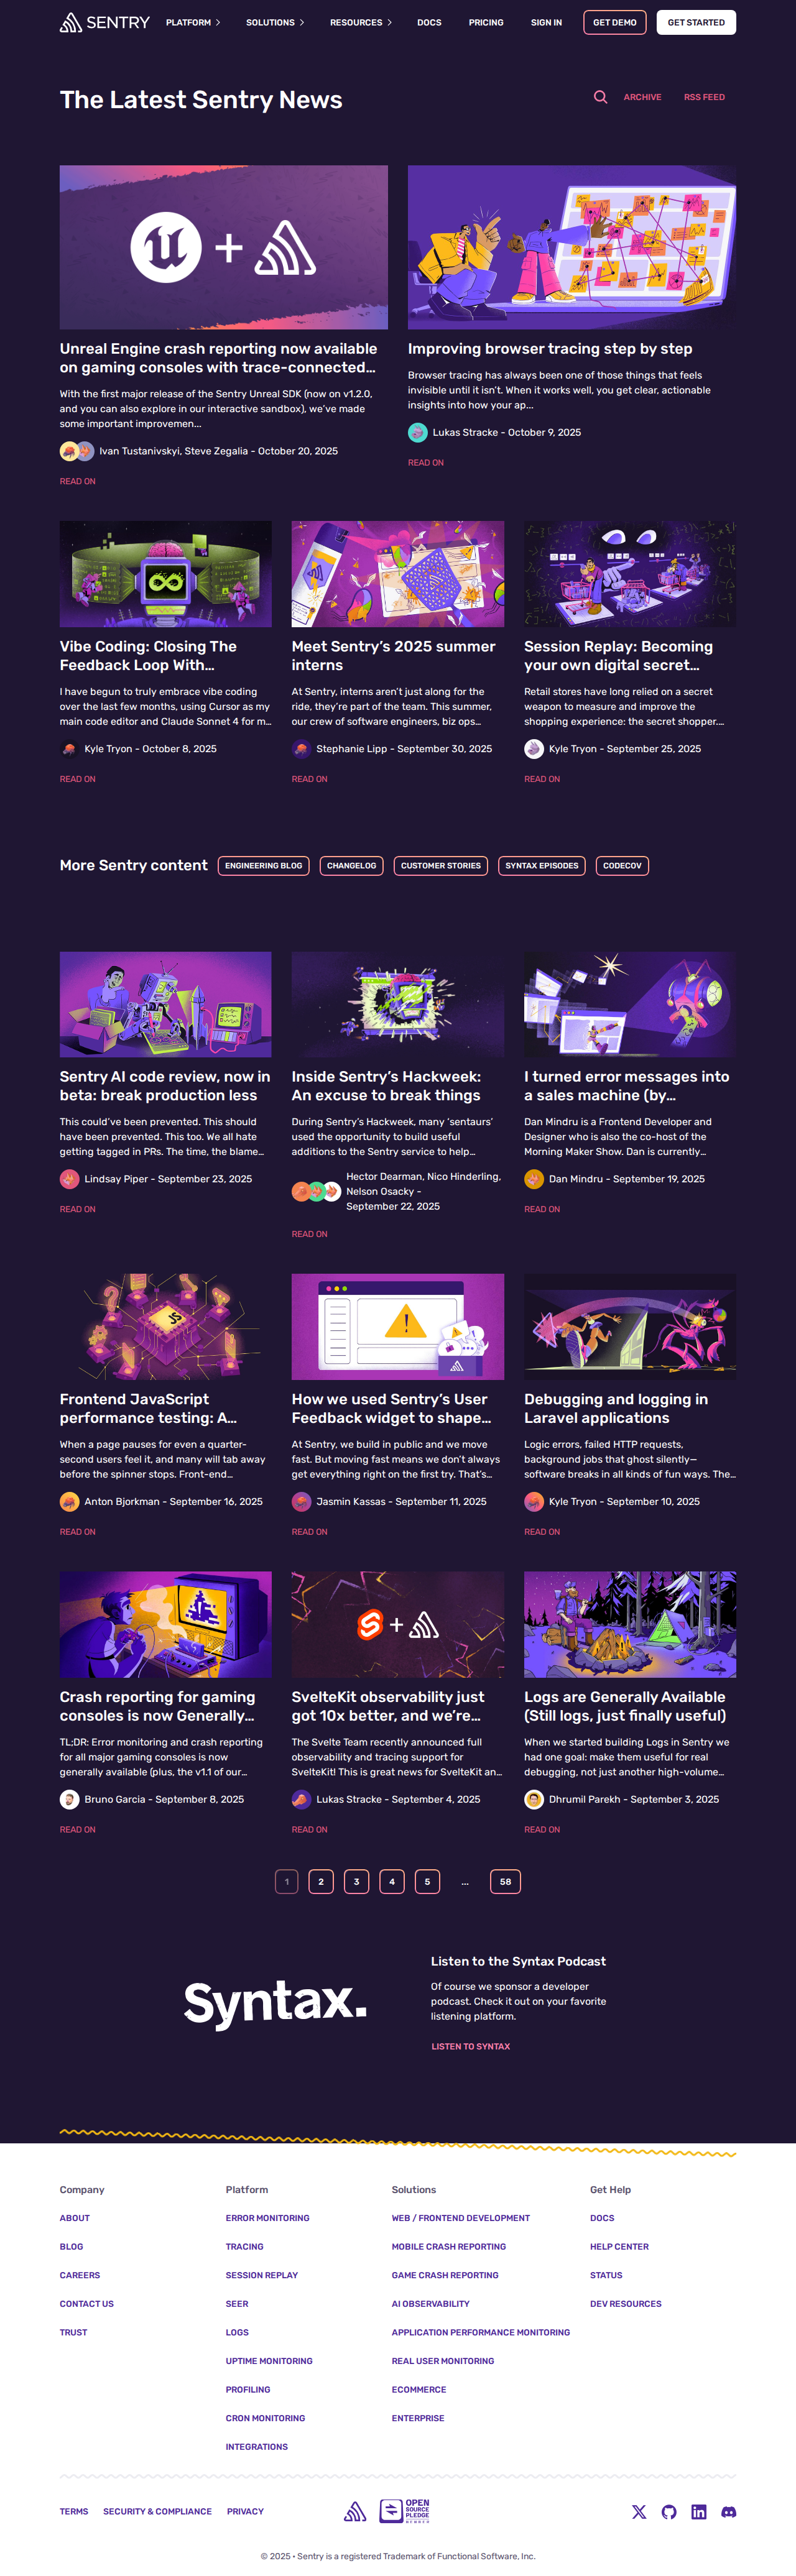 SENTRY PLATFORM SOLUTIONS RESOURCES DOCS PRICING SIGN IN GET DEMO GET STARTED
The Latest Sentry News
ARCHIVE RSS FEED
Unreal Engine crash reporting now available
on gaming consoles with trace-connected...
With the first major release of the Sentry Unreal SDK (now on v1.2.0,
and you can also explore in our interactive sandbox), we've made
some important improvemen...
Ivan Tustanivskyi, Steve Zegalia - October 20, 2025
READ ON
Improving browser tracing step by step
Browser tracing has always been one of those things that feels
invisible until it isn't. When it works well, you get clear, actionable
insights into how your ap...
Lukas Stracke - October 9, 2025
READ ON
Vibe Coding: Closing The
Feedback Loop With...
I have begun to truly embrace vibe coding
over the last few months, using Cursor as my
main code editor and Claude Sonnet 4 for m...
Kyle Tryon - October 8, 2025
READ ON
Meet Sentry's 2025 summer
interns
At Sentry, interns aren't just along for the
ride, they're part of the team. This summer,
our crew of software engineers, biz ops...
Stephanie Lipp - September 30, 2025
READ ON
Session Replay: Becoming
your own digital secret...
Retail stores have long relied on a secret
weapon to measure and improve the
shopping experience: the secret shopper....
Kyle Tryon - September 25, 2025
READ ON
More Sentry content ENGINEERING BLOG CHANGELOG CUSTOMER STORIES SYNTAX EPISODES CODECOV
Sentry AI code review, now in
beta: break production less
This could've been prevented. This should
have been prevented. This too. We all hate
getting tagged in PRs. The time, the blame...
Lindsay Piper - September 23, 2025
READ ON
Inside Sentry's Hackweek:
An excuse to break things
During Sentry's Hackweek, many 'sentaurs'
used the opportunity to build useful
additions to the Sentry service to help...
Hector Dearman, Nico Hinderling,
Nelson Osacky -
September 22, 2025
READ ON
I turned error messages into
a sales machine (by...
Dan Mindru is a Frontend Developer and
Designer who is also the co-host of the
Morning Maker Show. Dan is currently...
Dan Mindru - September 19, 2025
READ ON
JS
Frontend JavaScript
performance testing: A...
When a page pauses for even a quarter-
second users feel it, and many will tab away
before the spinner stops. Front-end...
Anton Bjorkman - September 16, 2025
READ ON
How we used Sentry's User
Feedback widget to shape...
At Sentry, we build in public and we move
fast. But moving fast means we don't always
get everything right on the first try. That's...
Jasmin Kassas - September 11, 2025
READ ON
Debugging and logging in
Laravel applications
Logic errors, failed HTTP requests,
background jobs that ghost silently—
software breaks in all kinds of fun ways. The...
Kyle Tryon - September 10, 2025
READ ON
Crash reporting for gaming
consoles is now Generally...
TL;DR: Error monitoring and crash reporting
for all major gaming consoles is now
generally available (plus, the v1.1 of our...
Bruno Garcia - September 8, 2025
READ ON
SvelteKit observability just
got 10x better, and we're...
The Svelte Team recently announced full
observability and tracing support for
SvelteKit! This is great news for SvelteKit an...
Lukas Stracke - September 4, 2025
READ ON
Logs are Generally Available
(Still logs, just finally useful)
When we started building Logs in Sentry we
had one goal: make them useful for real
debugging, not just another high-volume...
Dhrumil Parekh - September 3, 2025
READ ON
1 2 3 4 5 ... 58
Syntax.
Listen to the Syntax Podcast
Of course we sponsor a developer
podcast. Check it out on your favorite
listening platform.
LISTEN TO SYNTAX
Company
ABOUT
BLOG
CAREERS
CONTACT US
TRUST
Platform
ERROR MONITORING
TRACING
SESSION REPLAY
SEER
LOGS
UPTIME MONITORING
PROFILING
CRON MONITORING
INTEGRATIONS
Solutions
WEB / FRONTEND DEVELOPMENT
MOBILE CRASH REPORTING
GAME CRASH REPORTING
AI OBSERVABILITY
APPLICATION PERFORMANCE MONITORING
REAL USER MONITORING
ECOMMERCE
ENTERPRISE
Get Help
DOCS
HELP CENTER
STATUS
DEV RESOURCES
TERMS SECURITY & COMPLIANCE PRIVACY
OPEN
SOURCE
PLEDGE
MEMBER
© 2025 • Sentry is a registered Trademark of Functional Software, Inc.